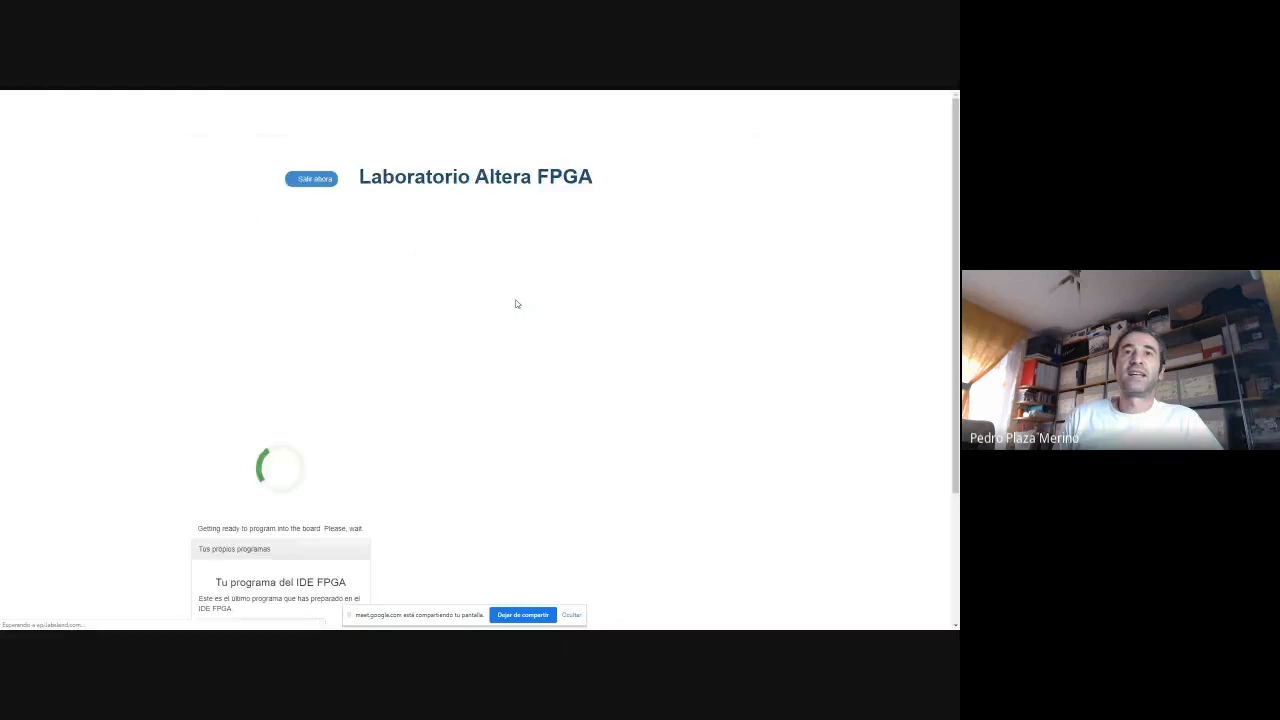 Salir ahora
Laboratorio Altera FPGA
Getting ready to program into the board Please, wait.
Tus propios programas
Tu programa del IDE FPGA
Este es el último programa que has preparado en el
IDE FPGA.
meet.google.com está compartiendo tu pantalla.
Dejar de compartir
Ocultar
Pedro Plaza Merino